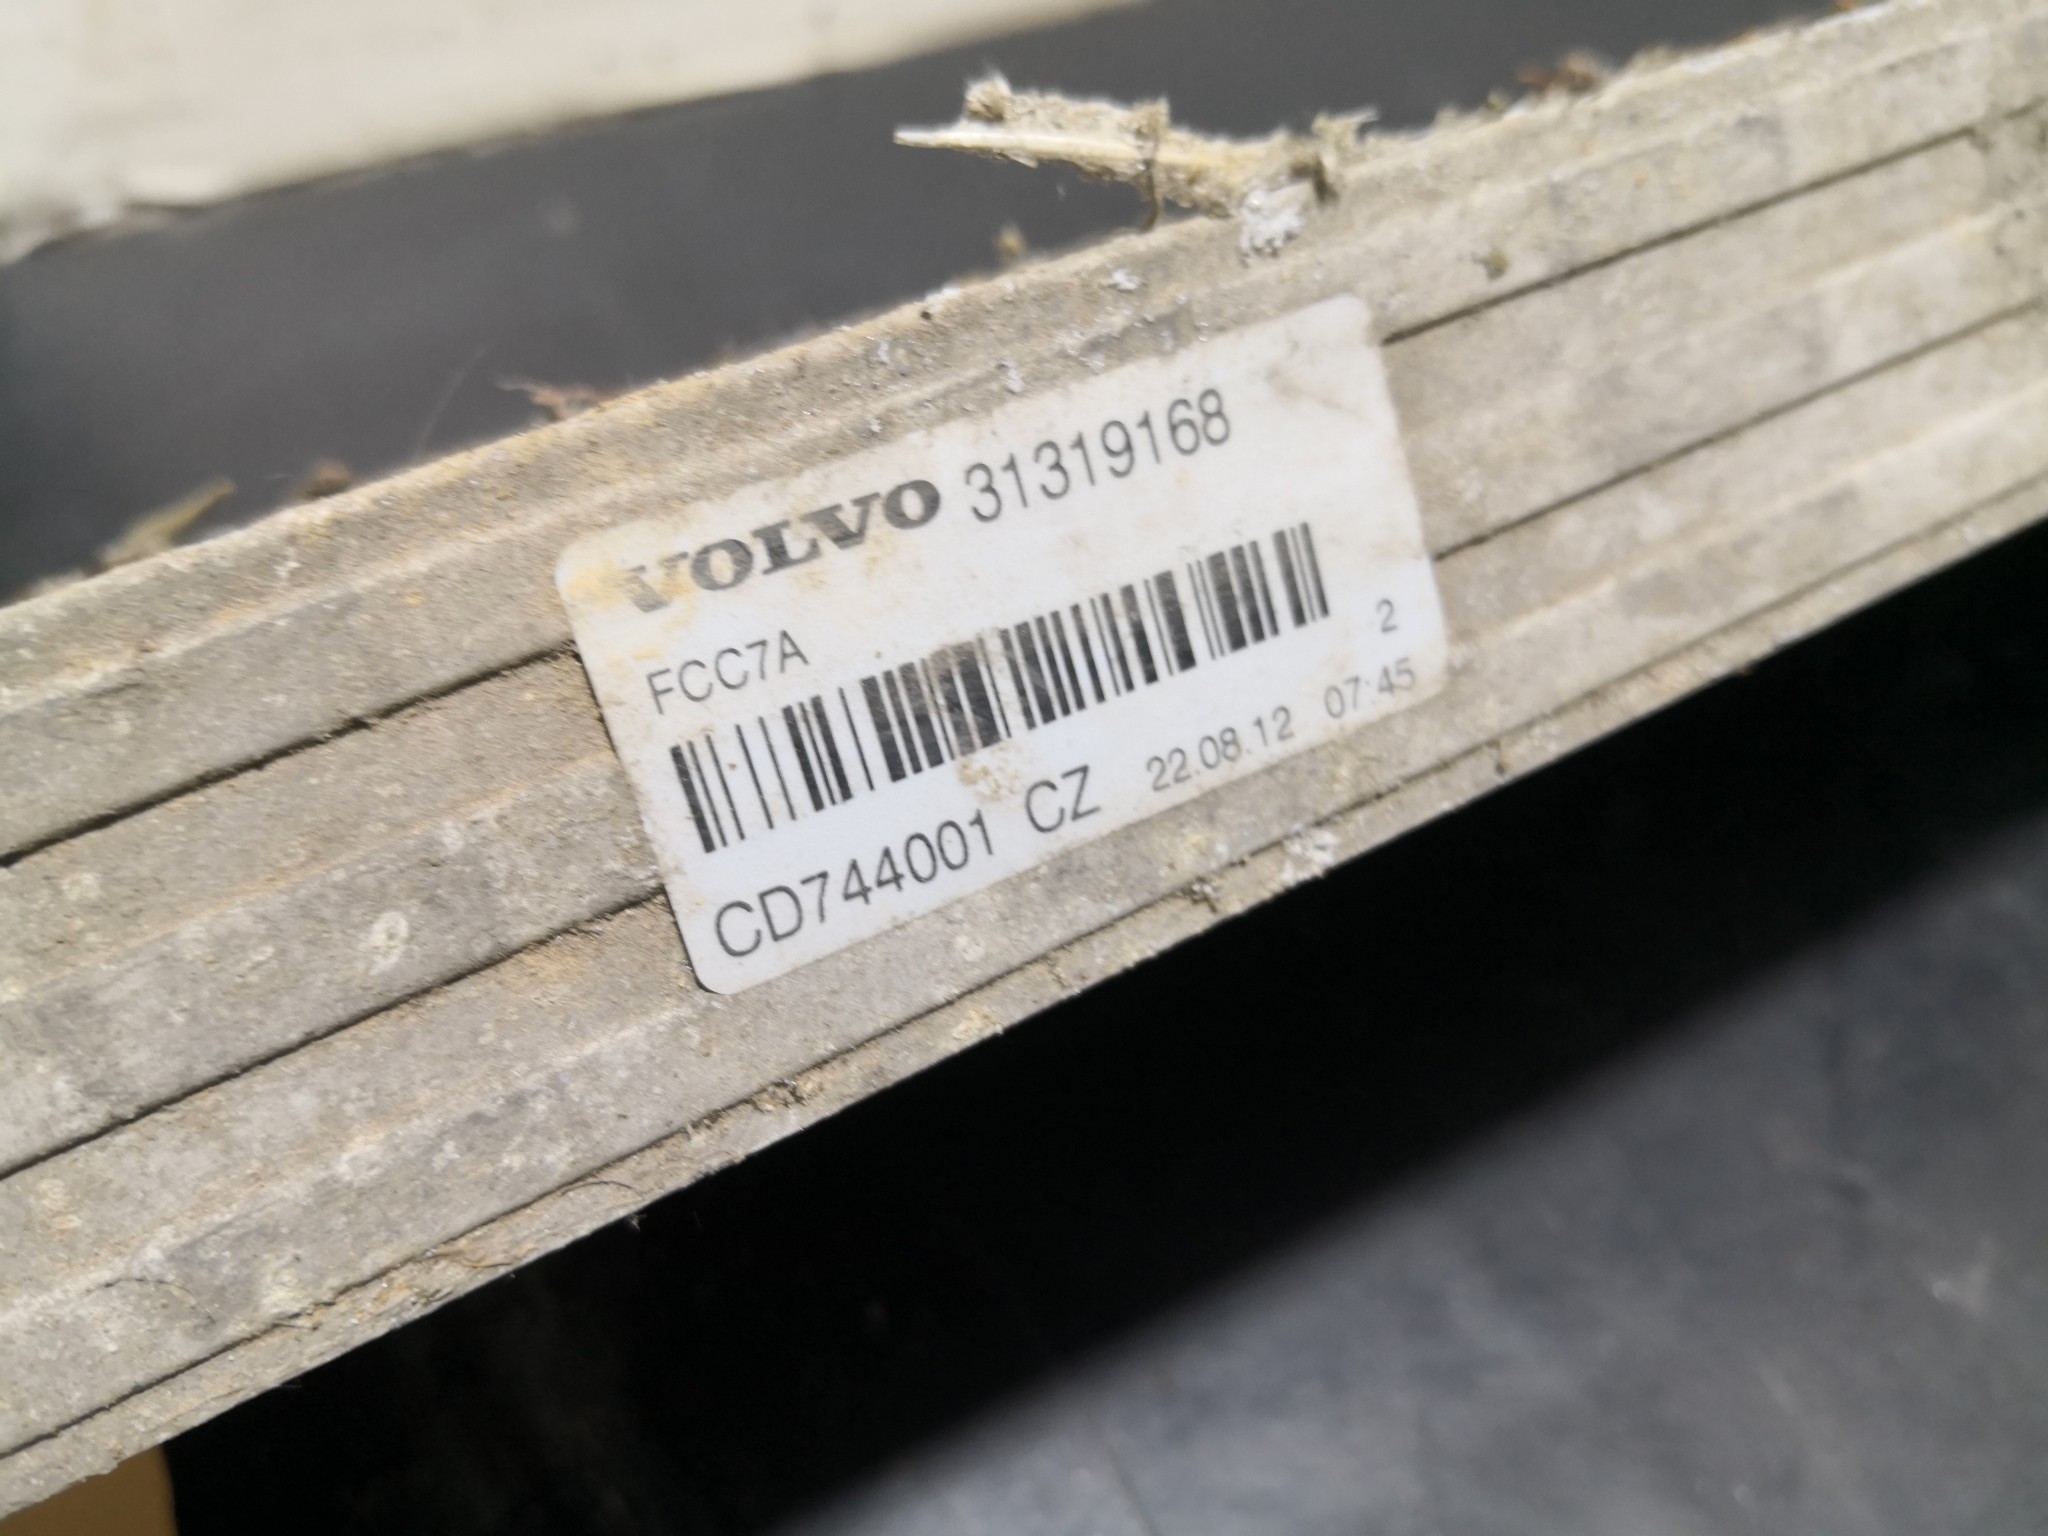 VOLVO 31319168
FCC7A
2
CD744001 CZ 22.08.12 07:45